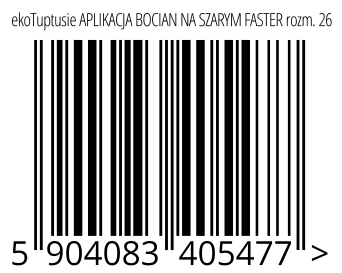 ekoTuptusie APLIKACJA BOCIAN NA SZARYM FASTER rozm. 26
5 904083 405477 >